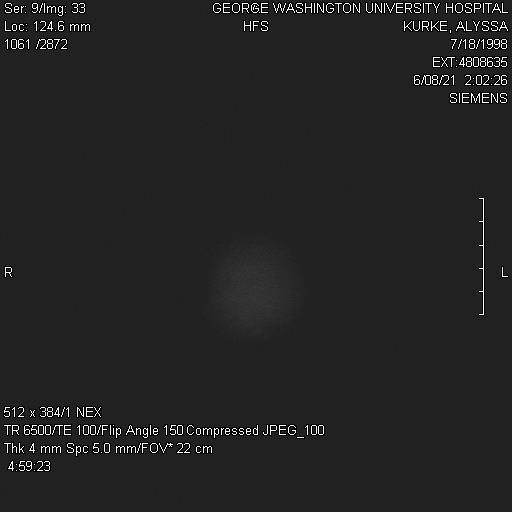 Ser: 9/Img: 33
Loc: 124.6 mm
1061 /2872
GEORGE WASHINGTON UNIVERSITY HOSPITAL
HFS
KURKE, ALYSSA
7/18/1998
EXT:4808635
6/08/21 2:02:26
SIEMENS
R
L
512 x 384/1 NEX
TR 6500/TE 100/Flip Angle 150 Compressed JPEG_100
Thk 4 mm Spc 5.0 mm/FOV* 22 cm
4:59:23